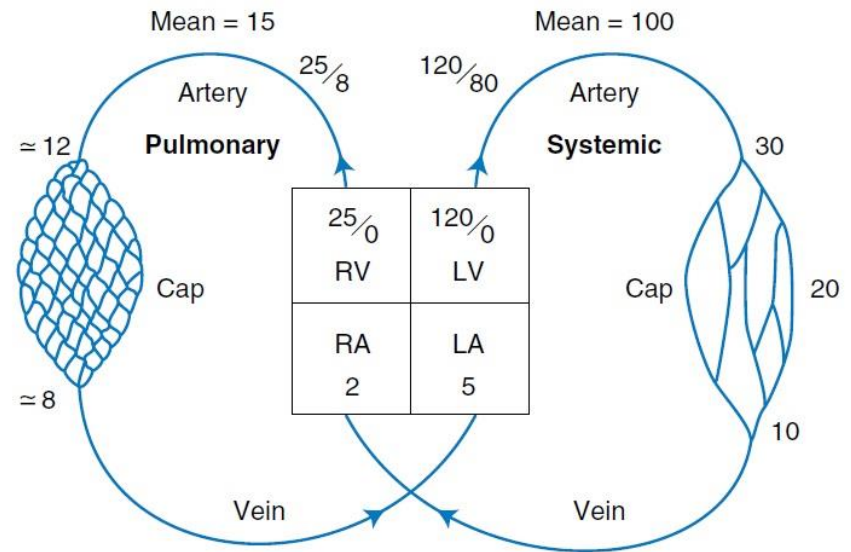 Mean = 15
Mean = 100
25/8
120/80
Artery
Artery
≃ 12
Pulmonary
Systemic
30
25/0
120/0
RV
LV
Cap
Cap
20
RA
LA
2
5
≃ 8
10
Vein
Vein